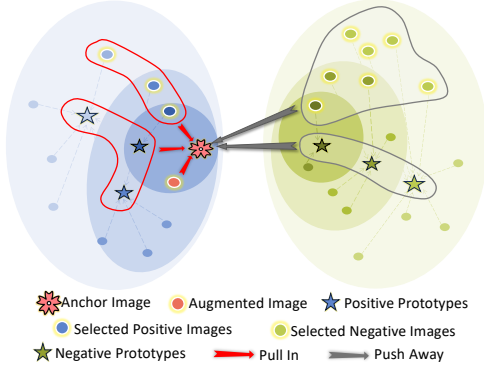 Anchor Image Augmented Image Positive Prototypes
Selected Positive Images Selected Negative Images
Negative Prototypes Pull In Push Away